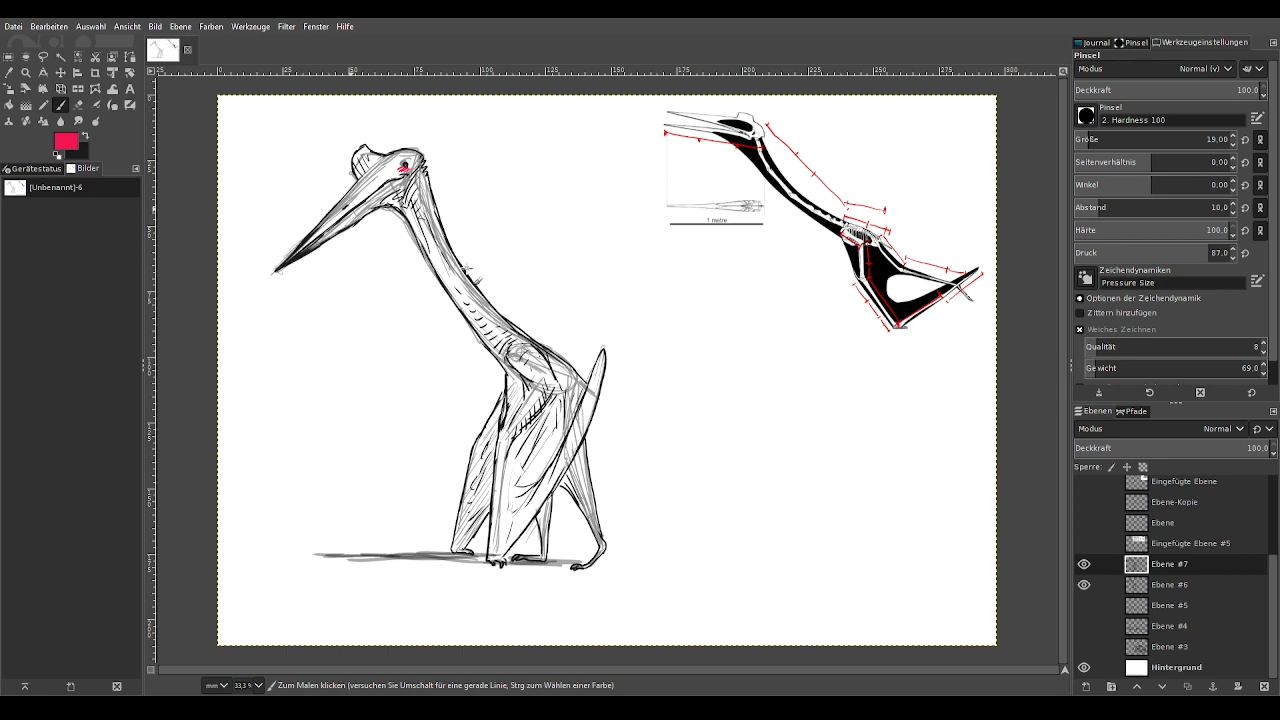 Datei Bearbeiten Auswahl Ansicht Bild Ebene Farben Werkzeuge Filter Fenster Hilfe
Journal Pinsel Werkzeugeinstellungen
Pinsel
Modus Normal (v)
Deckkraft 100,0
Pinsel
2. Hardness 100
Größe 19,00
Seitenverhältnis 0,00
Winkel 0,00
Abstand 10,0
Härte 100,0
Druck 87,0
Zeichendynamiken
Pressure Size
Optionen der Zeichendynamik
Zittern hinzufügen
Weiches Zeichnen
Qualität 8
Gewicht 69,0
Gerätestatus Bilder
[Unbenannt]-6
1 metre
Ebenen Pfade
Modus Normal
Deckkraft 100,0
Sperre:
Eingefügte Ebene
Ebene-Kopie
Ebene
Eingefügte Ebene #5
Ebene #7
Ebene #6
Ebene #5
Ebene #4
Ebene #3
Hintergrund
mm 33,3 % Zum Malen klicken (versuchen Sie Umschalt für eine gerade Linie, Strg zum Wählen einer Farbe)